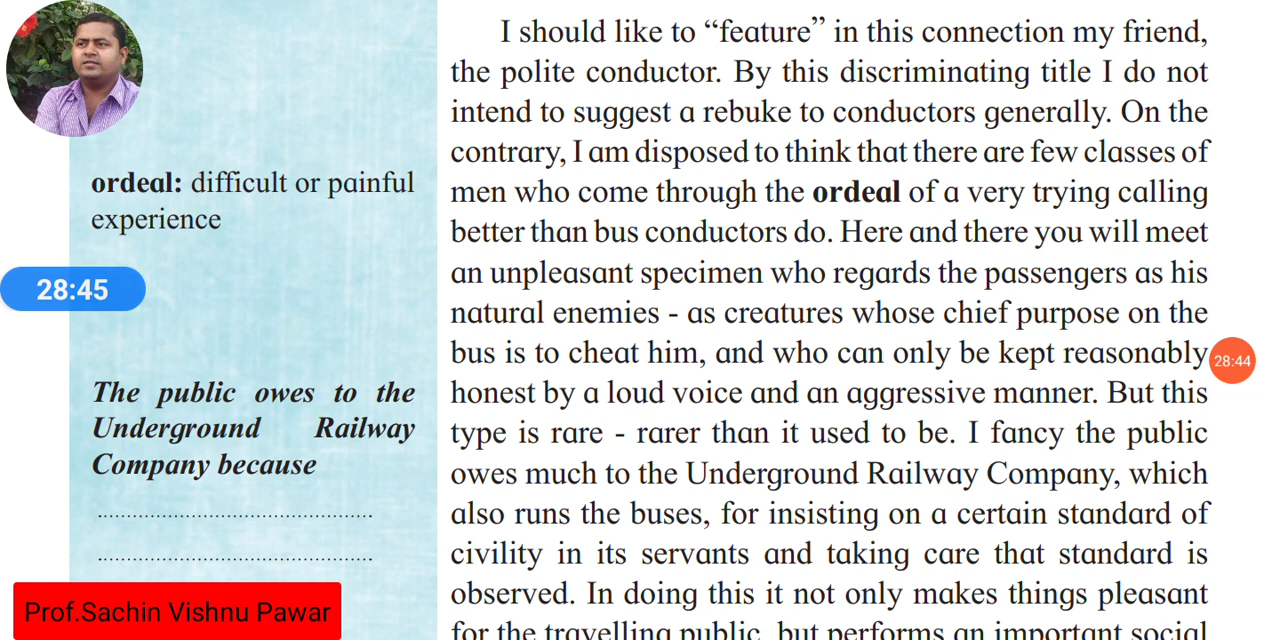 ordeal: difficult or painful
experience
28:45
The public owes to the
Underground Railway
Company because
Prof.Sachin Vishnu Pawar
I should like to “feature” in this connection my friend,
the polite conductor. By this discriminating title I do not
intend to suggest a rebuke to conductors generally. On the
contrary, I am disposed to think that there are few classes of
men who come through the ordeal of a very trying calling
better than bus conductors do. Here and there you will meet
an unpleasant specimen who regards the passengers as his
natural enemies - as creatures whose chief purpose on the
bus is to cheat him, and who can only be kept reasonably
honest by a loud voice and an aggressive manner. But this
type is rare - rarer than it used to be. I fancy the public
owes much to the Underground Railway Company, which
also runs the buses, for insisting on a certain standard of
civility in its servants and taking care that standard is
observed. In doing this it not only makes things pleasant
for the travelling public, but performs an important social
28:44